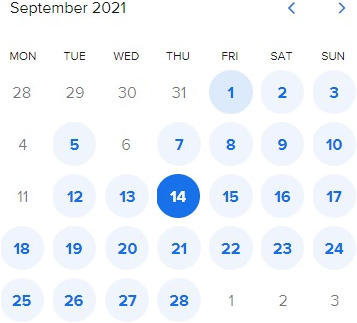 September 2021
MON TUE WED THU FRI SAT SUN
28 29 30 31 1 2 3
4 5 6 7 8 9 10
11 12 13 14 15 16 17
18 19 20 21 22 23 24
25 26 27 28 1 2 3